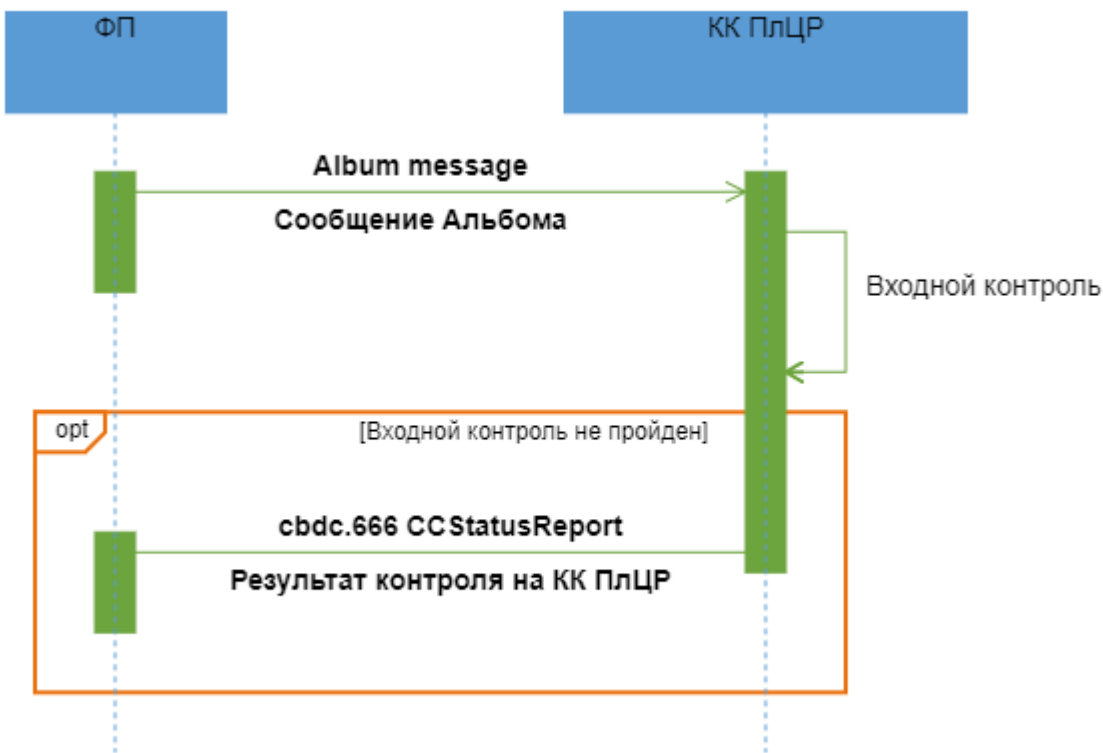 ФП
КК ПлЦР
Album message
Сообщение Альбома
Входной контроль
opt
[Входной контроль не пройден]
cbdc.666 CCStatusReport
Результат контроля на КК ПлЦР